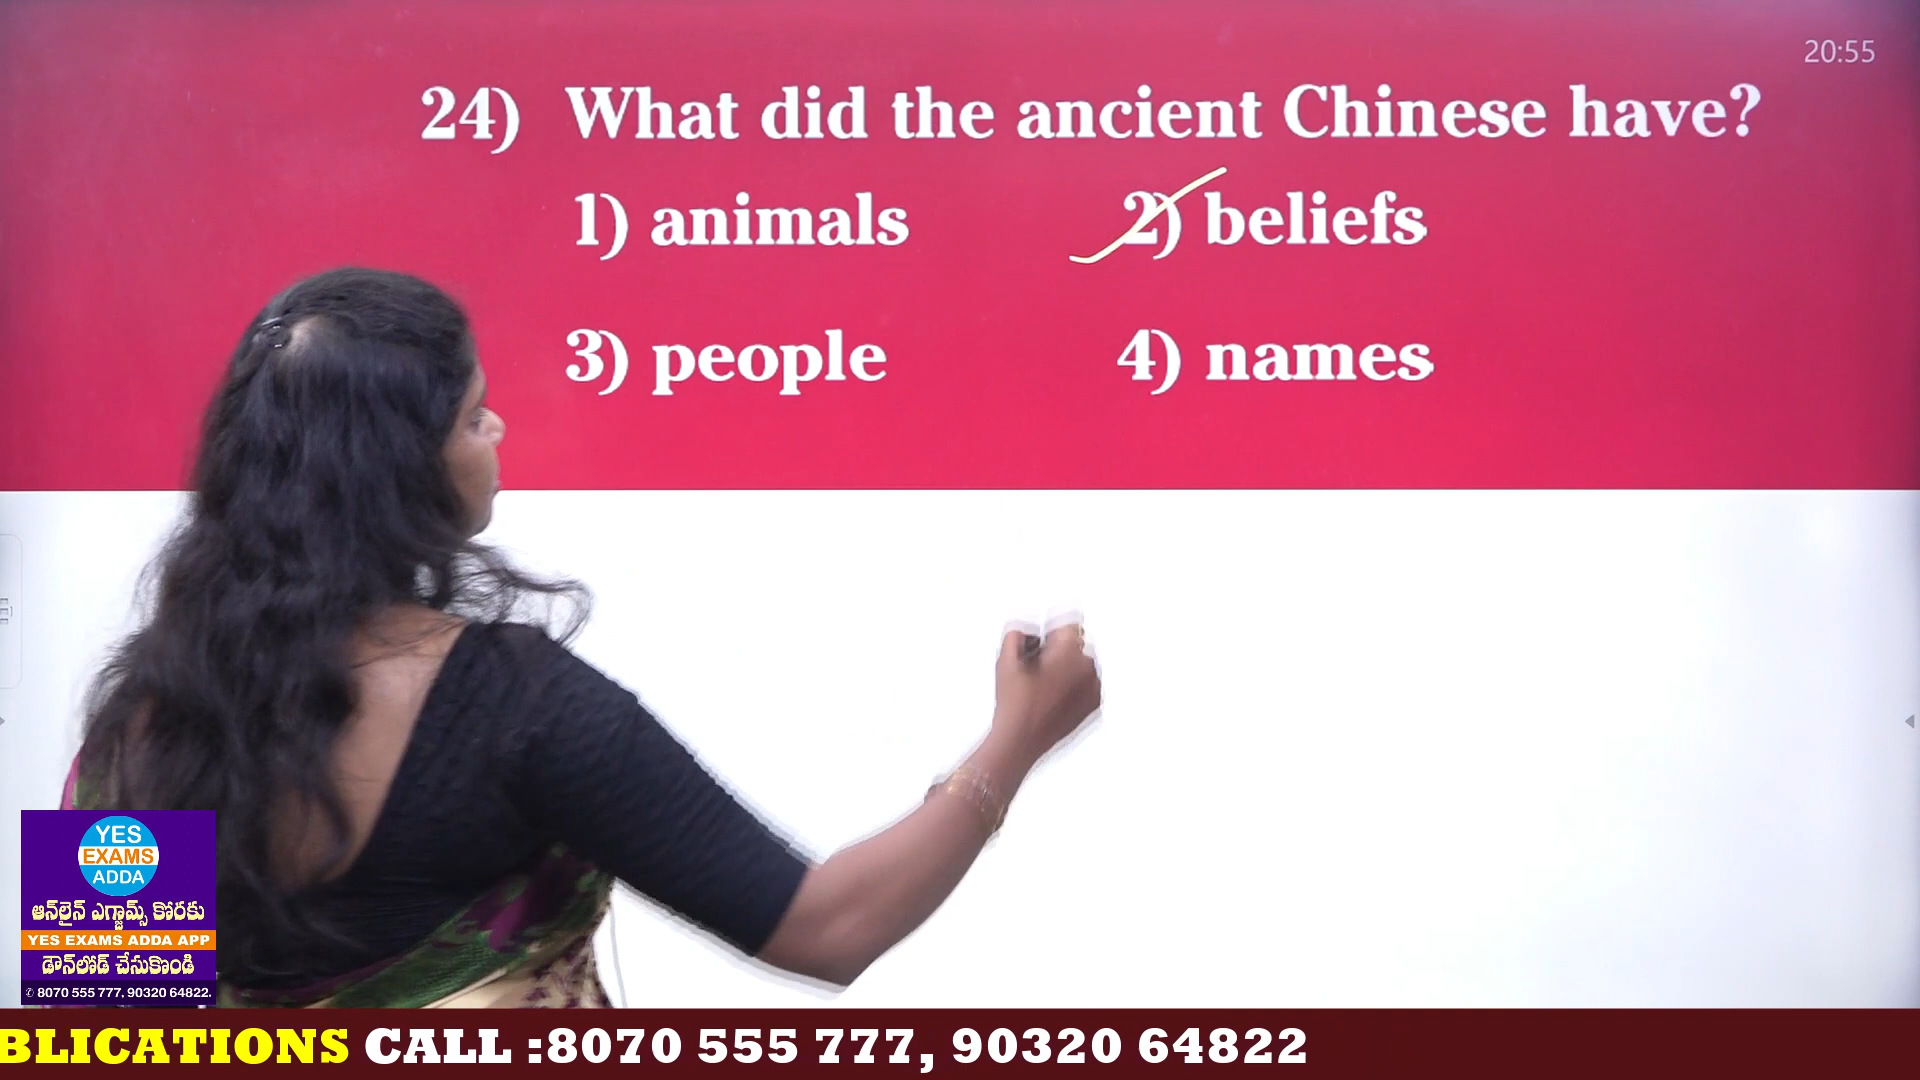 20:55
24) What did the ancient Chinese have?
1) animals 2) beliefs
3) people 4) names
YES
EXAMS
ADDA
ఆన్‌లైన్ ఎగ్జామ్స్ కొరకు
YES EXAMS ADDA APP
డౌన్‌లోడ్ చేసుకొండి
✆ 8070 555 777, 90320 64822.
BLICATIONS CALL :8070 555 777, 90320 64822